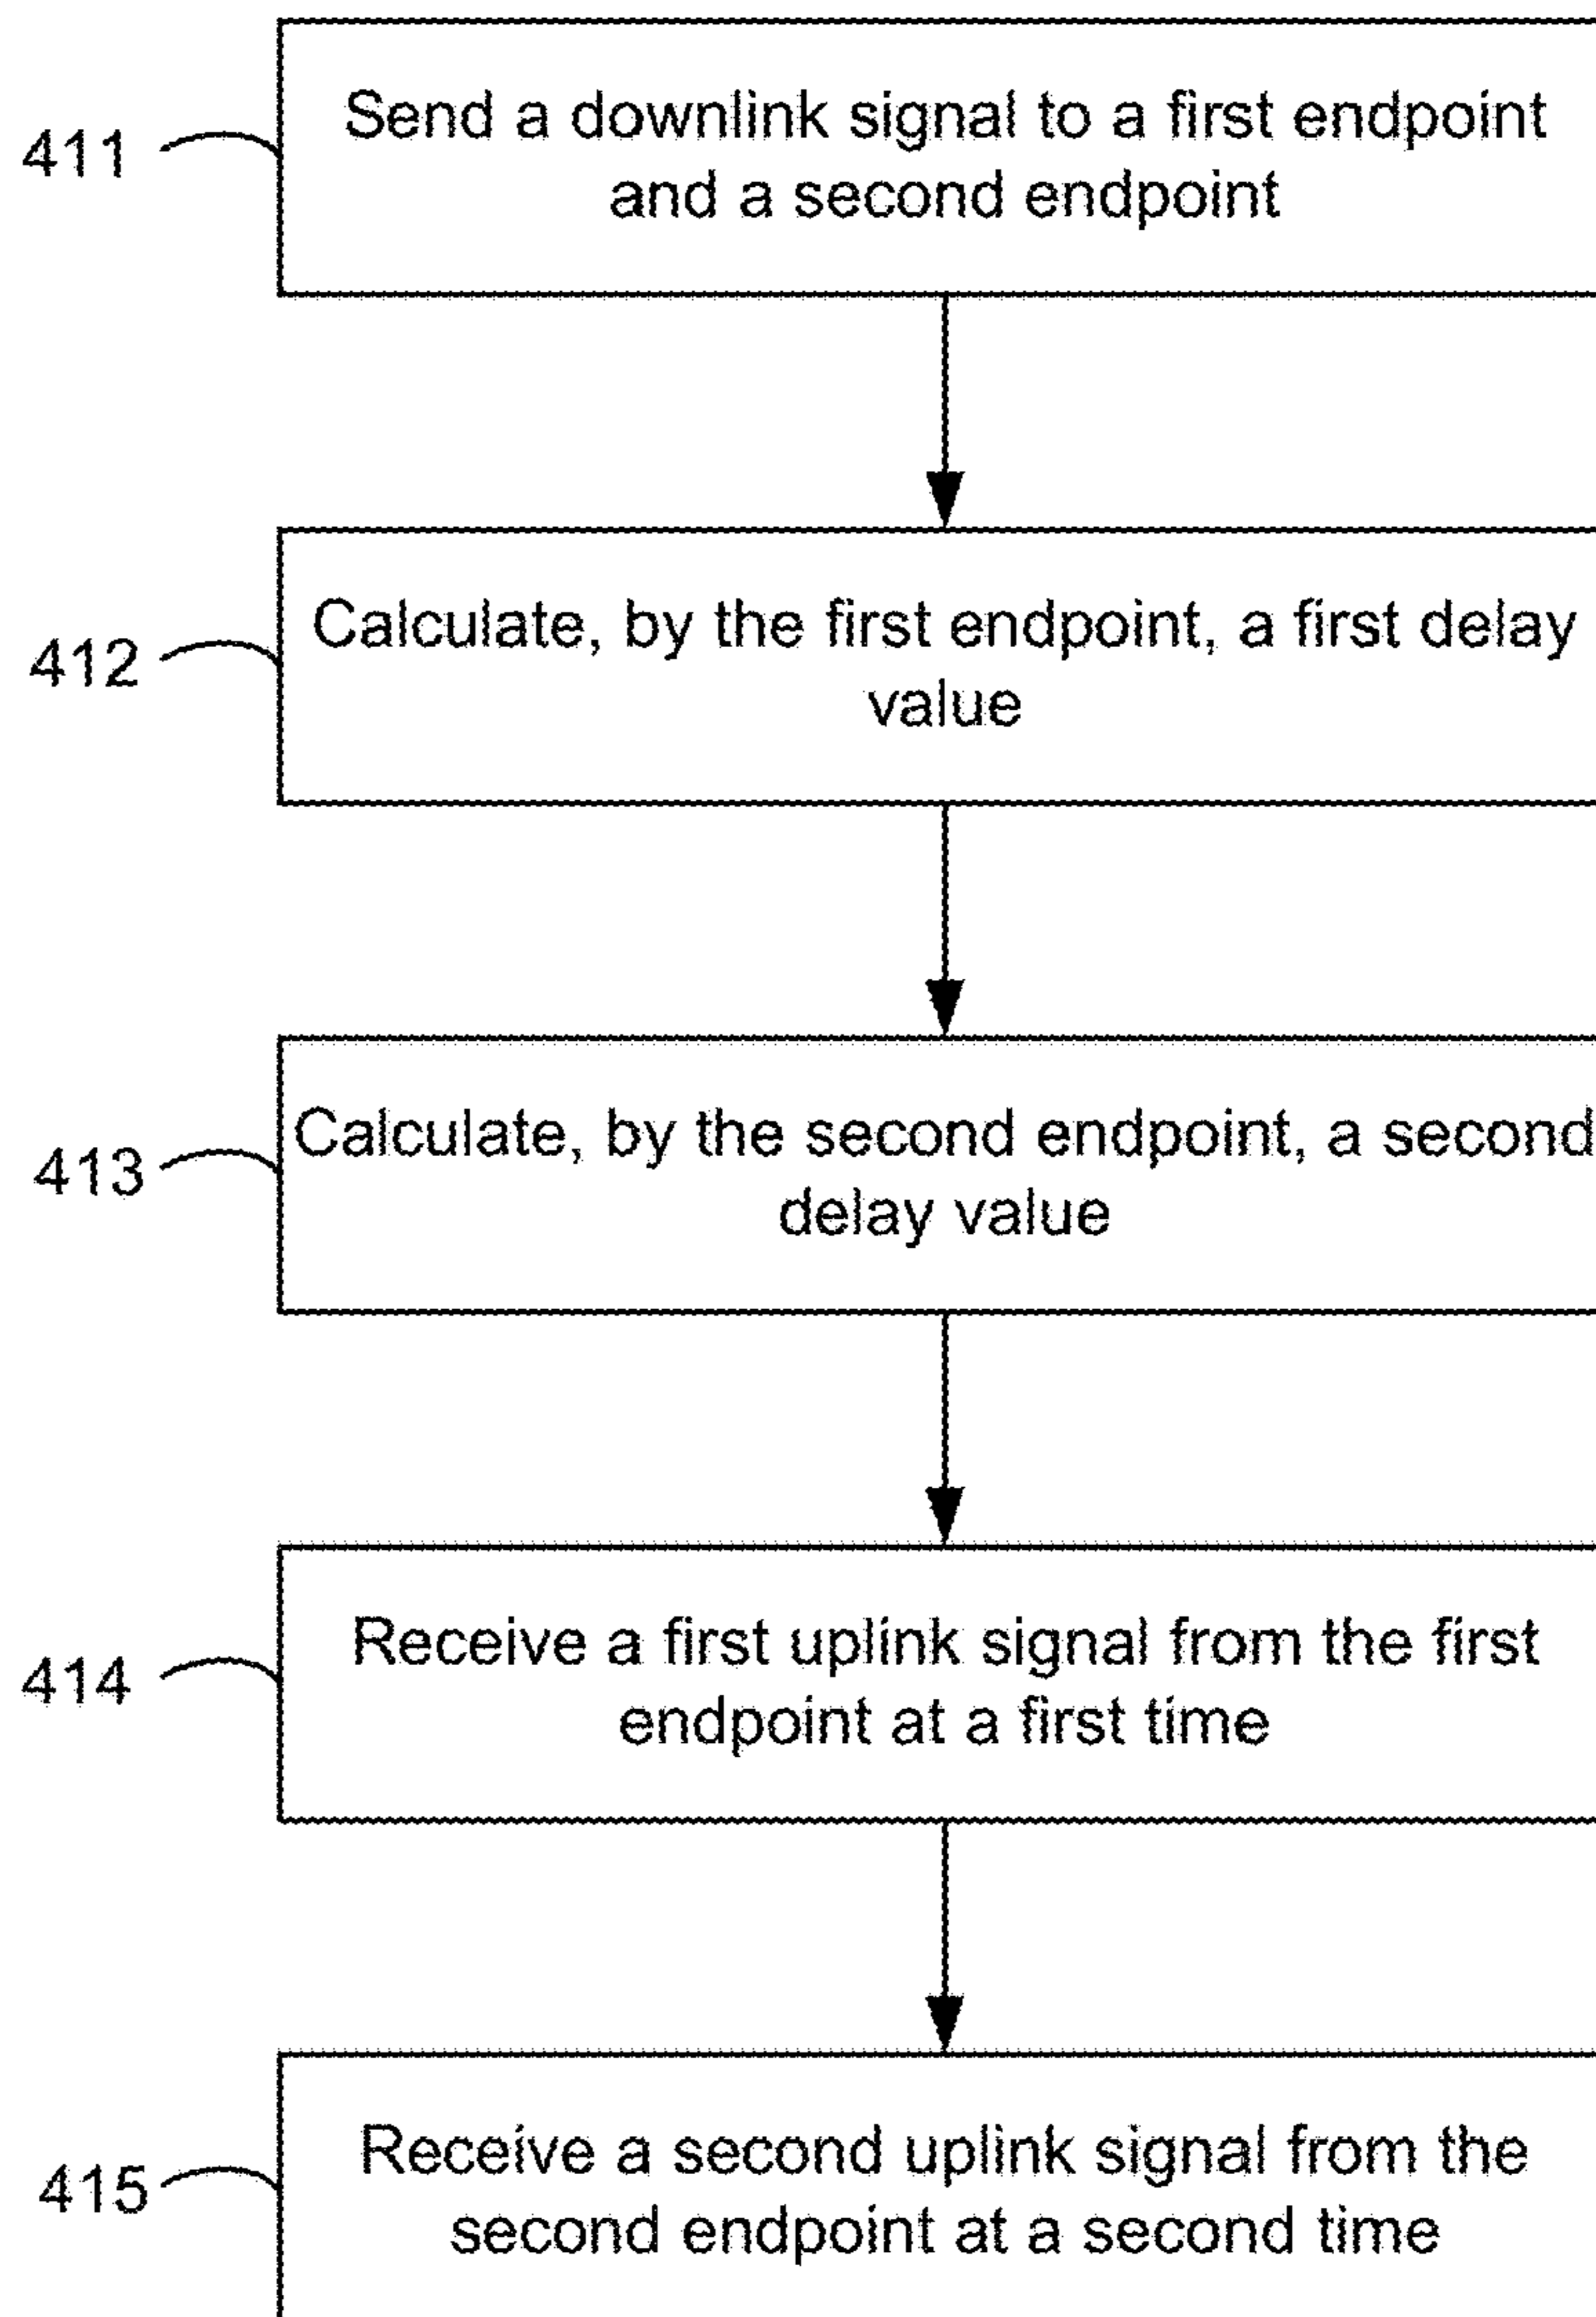 411
Send a downlink signal to a first endpoint
and a second endpoint
412
Calculate, by the first endpoint, a first delay
value
413
Calculate, by the second endpoint, a second
delay value
414
Receive a first uplink signal from the first
endpoint at a first time
415
Receive a second uplink signal from the
second endpoint at a second time